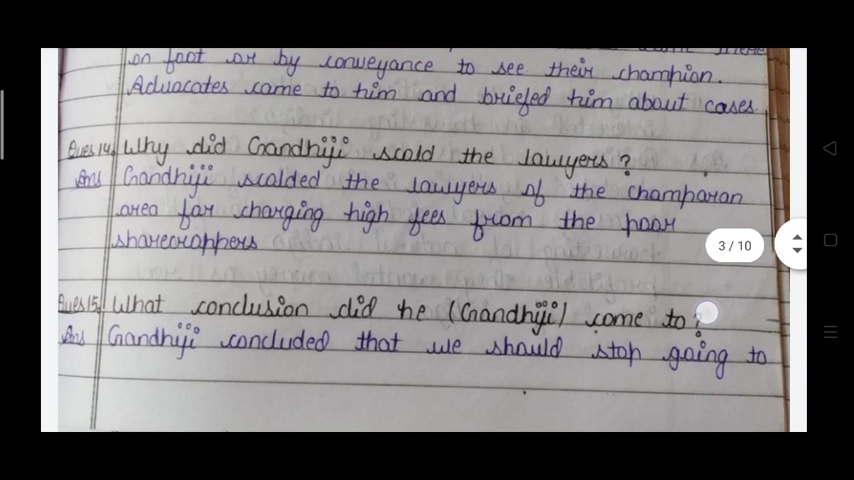 on foot or by conveyance to see their champion.
Advocates came to him and briefed him about cases.
Ques 14. Why did Gandhiji scold the lawyers?
Ans Gandhiji scolded the lawyers of the champaran
area for charging high fees from the poor
sharecroppers
3 / 10
Ques 15. What conclusion did he (Gandhiji) come to?
Ans Gandhiji concluded that we should stop going to